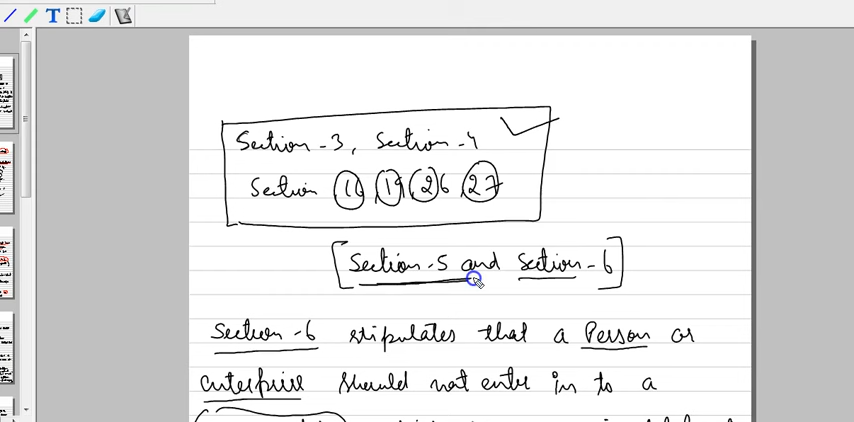 T
Section - 3, Section - 4
Section 19 26 27
[Section - 5 and Section - 6]
Section - 6 stipulates that a Person or
enterprise should not enter in to a